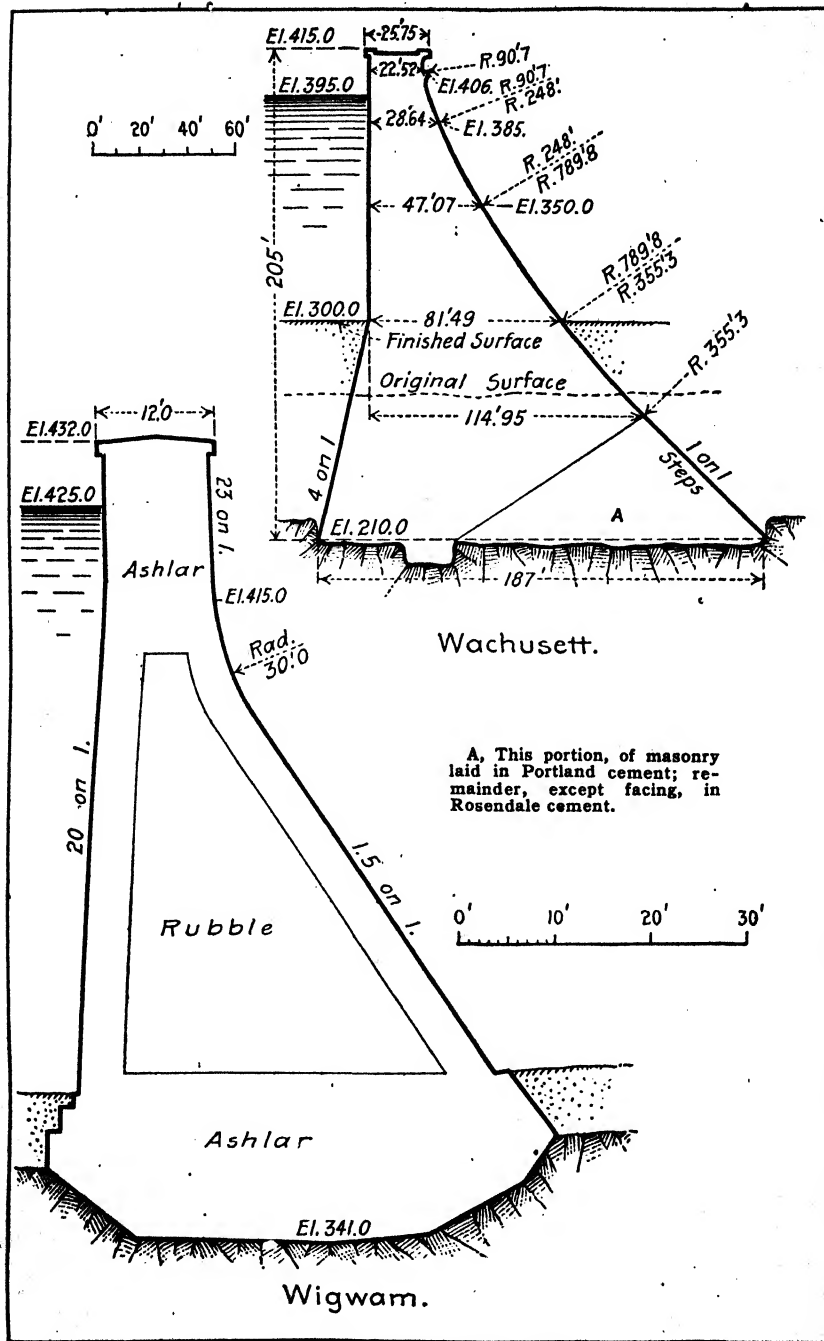 El.415.0
25.'75
22.'52
R.90.'7
El.406.
R.90.'7
R.248.'
El.395.0
0' 20' 40' 60'
28.'64
El.385.
R.248.'
R.789.'8
47.'07
El.350.0
205'
R.789.'8
R.355.'3
El.300.0
81.'49
Finished Surface
R.355.'3
Original Surface
114.'95
4 on 1
1 on 1
Steps
A
El.210.0
187'
Wachusett.
12.'0
El.432.0
23 on 1.
El.425.0
Ashlar
El.415.0
Rad.
30.'0
A, This portion, of masonry
laid in Portland cement; re-
mainder, except facing, in
Rosendale cement.
20 on 1.
1.5 on 1.
0' 10' 20' 30'
Rubble
Ashlar
El.341.0
Wigwam.